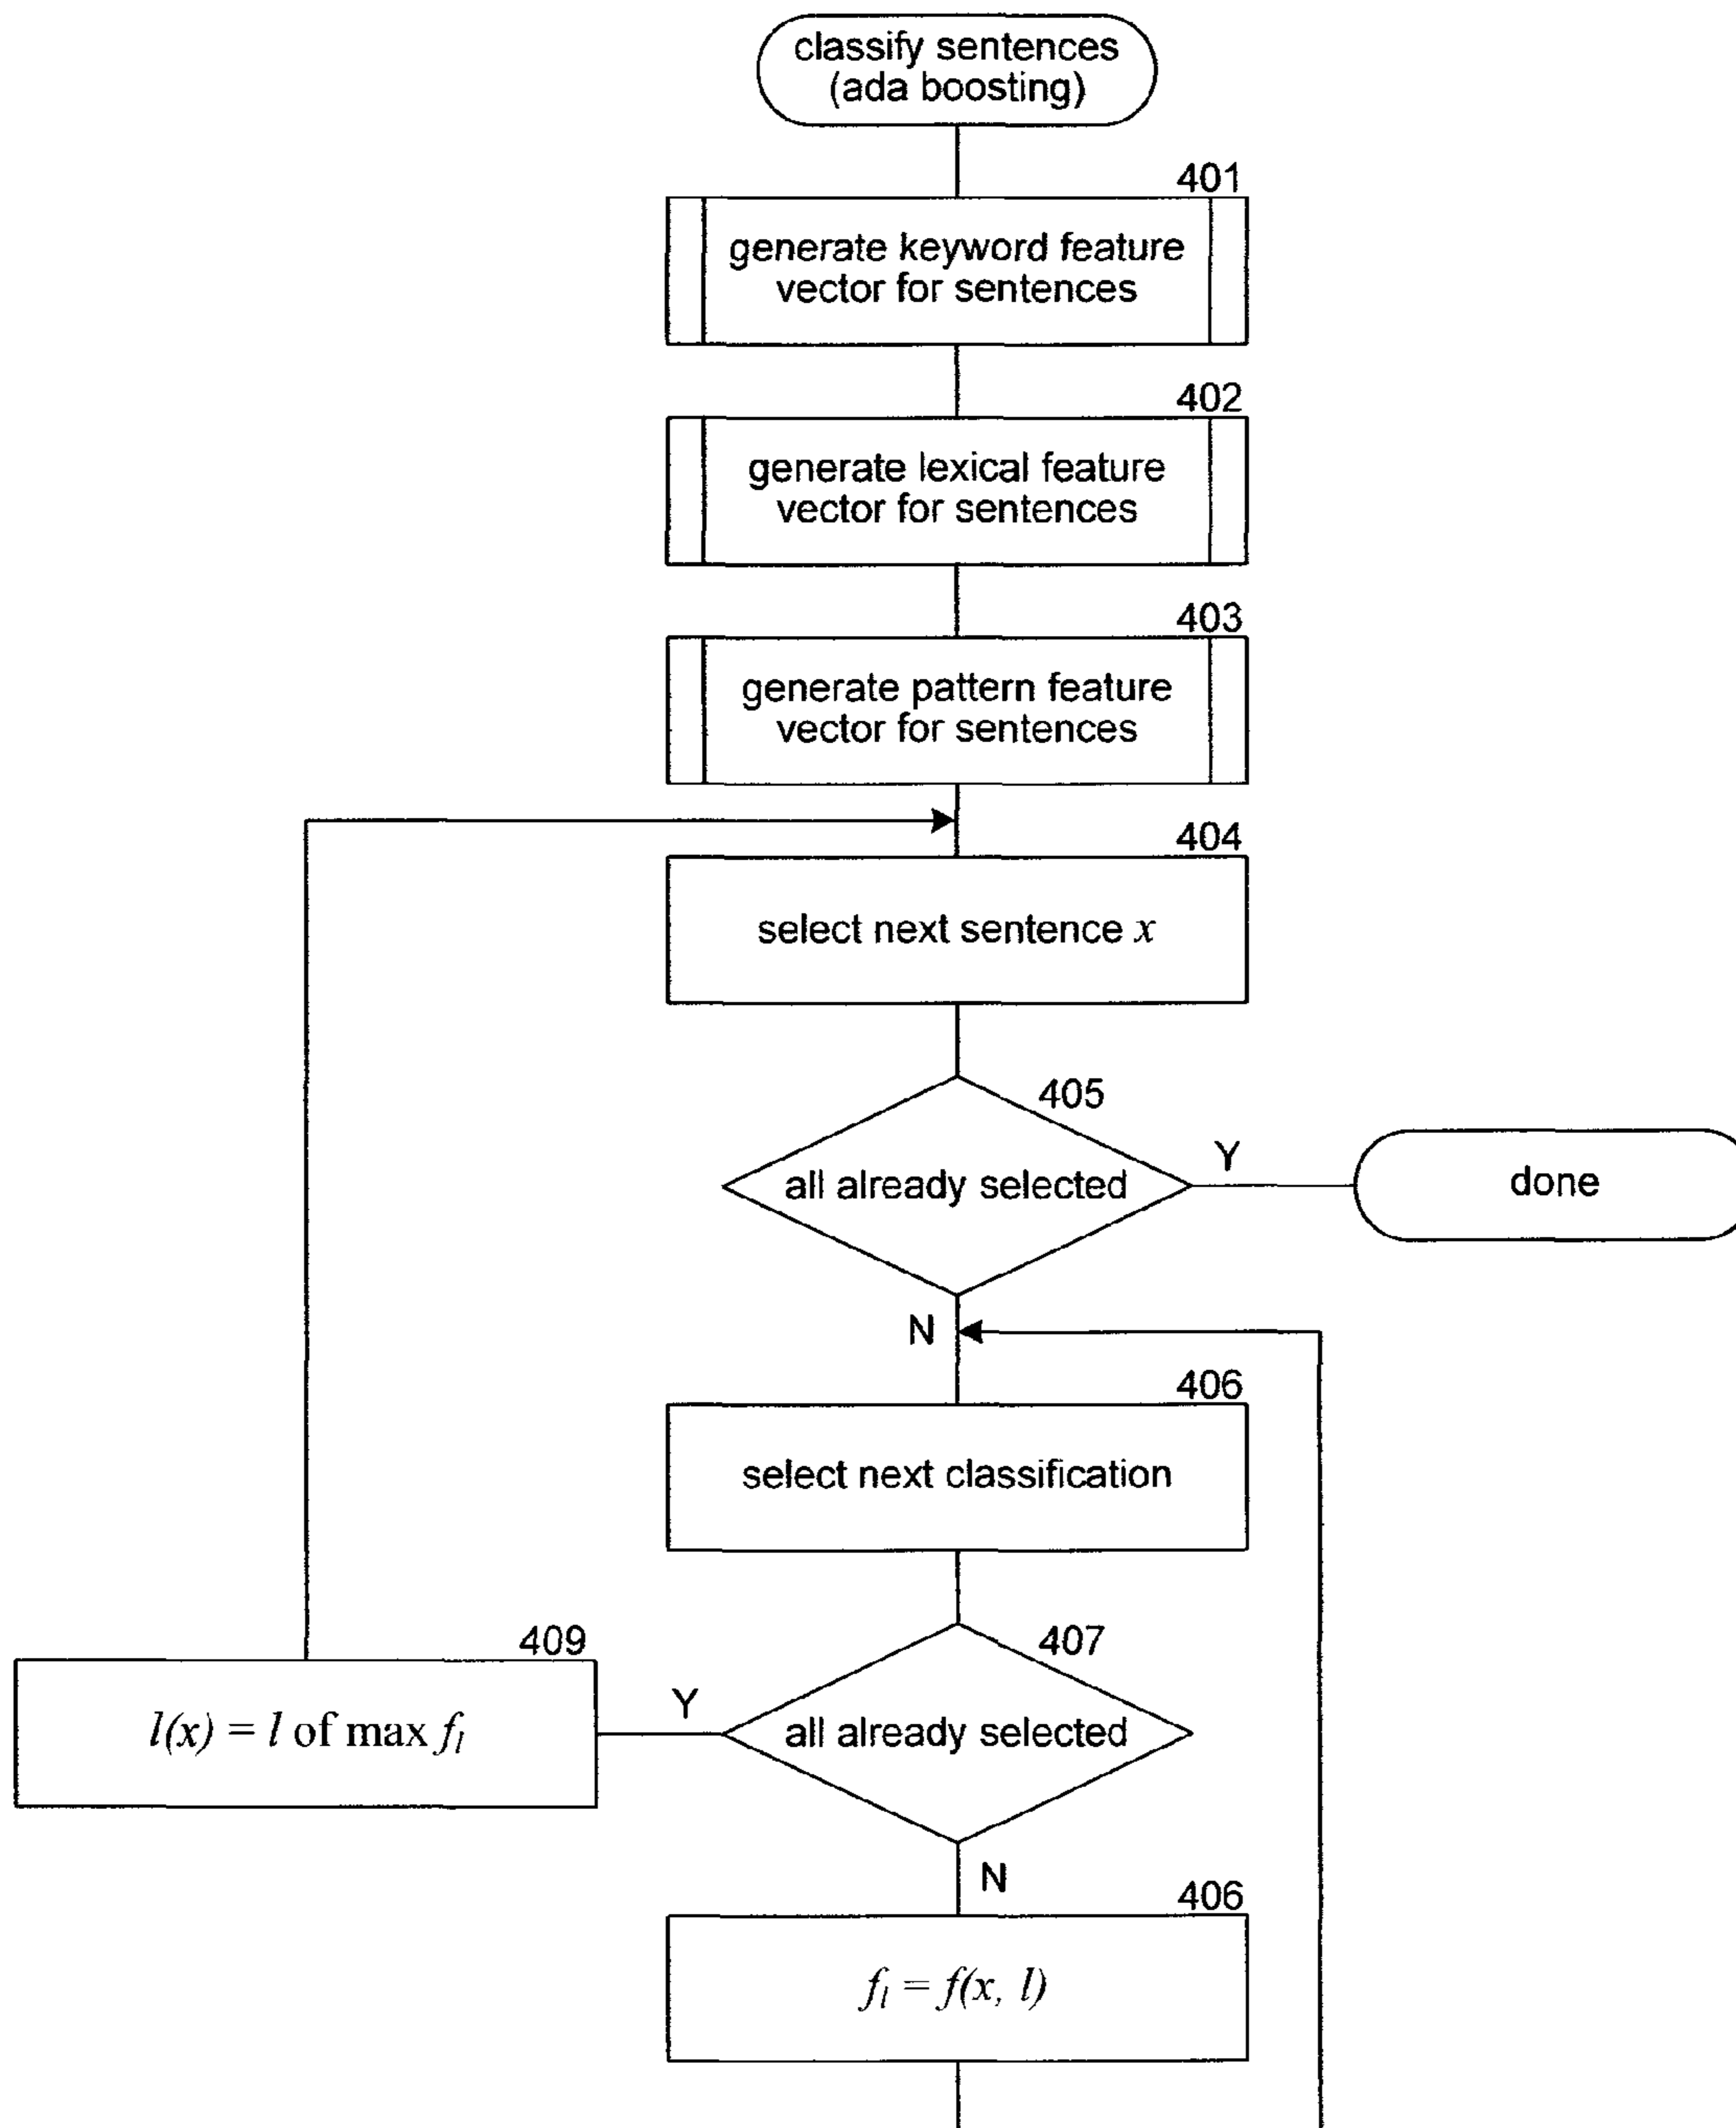 classify sentences
(ada boosting)
401
generate keyword feature
vector for sentences
402
generate lexical feature
vector for sentences
403
generate pattern feature
vector for sentences
404
select next sentence x
405
all already selected
Y
done
N
406
select next classification
407
all already selected
Y
409
l(x) = l of max fₗ
N
406
fₗ = f(x, l)